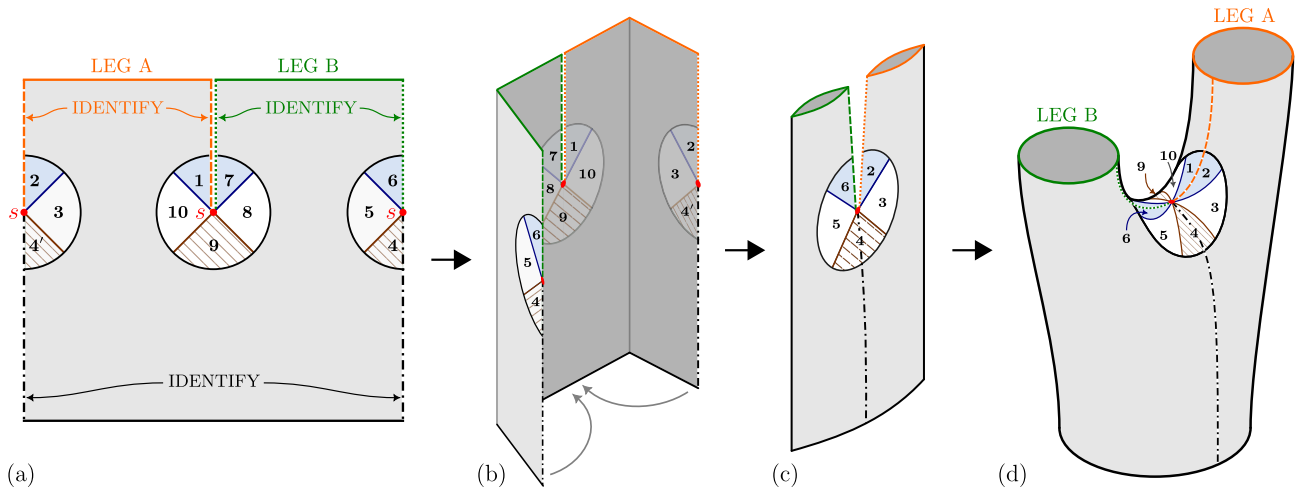 LEG A LEG B
IDENTIFY IDENTIFY
2 1 7 6
s 3 10 s 8 5 s
4′ 9 4
IDENTIFY
(a)
7 1 2
8 10 3
9 4′
6
5
4
(b)
6 2
5 3
4
(c)
LEG A
LEG B
9 10 1 2
3
6 5 4
(d)